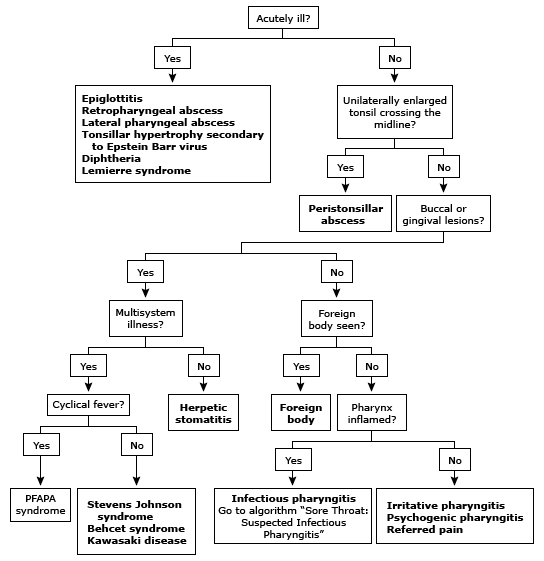 Acutely ill?
Yes
No
Epiglottitis
Retropharyngeal abscess
Lateral pharyngeal abscess
Tonsillar hypertrophy secondary
to Epstein Barr virus
Diphtheria
Lemierre syndrome
Unilaterally enlarged
tonsil crossing the
midline?
Yes
No
Peristonsillar
abscess
Buccal or
gingival lesions?
Yes
No
Multisystem
illness?
Foreign
body seen?
Yes
No
Yes
No
Cyclical fever?
Herpetic
stomatitis
Foreign
body
Pharynx
inflamed?
Yes
No
Yes
No
PFAPA
syndrome
Stevens Johnson
syndrome
Behcet syndrome
Kawasaki disease
Infectious pharyngitis
Go to algorithm “Sore Throat:
Suspected Infectious
Pharyngitis”
Irritative pharyngitis
Psychogenic pharyngitis
Referred pain